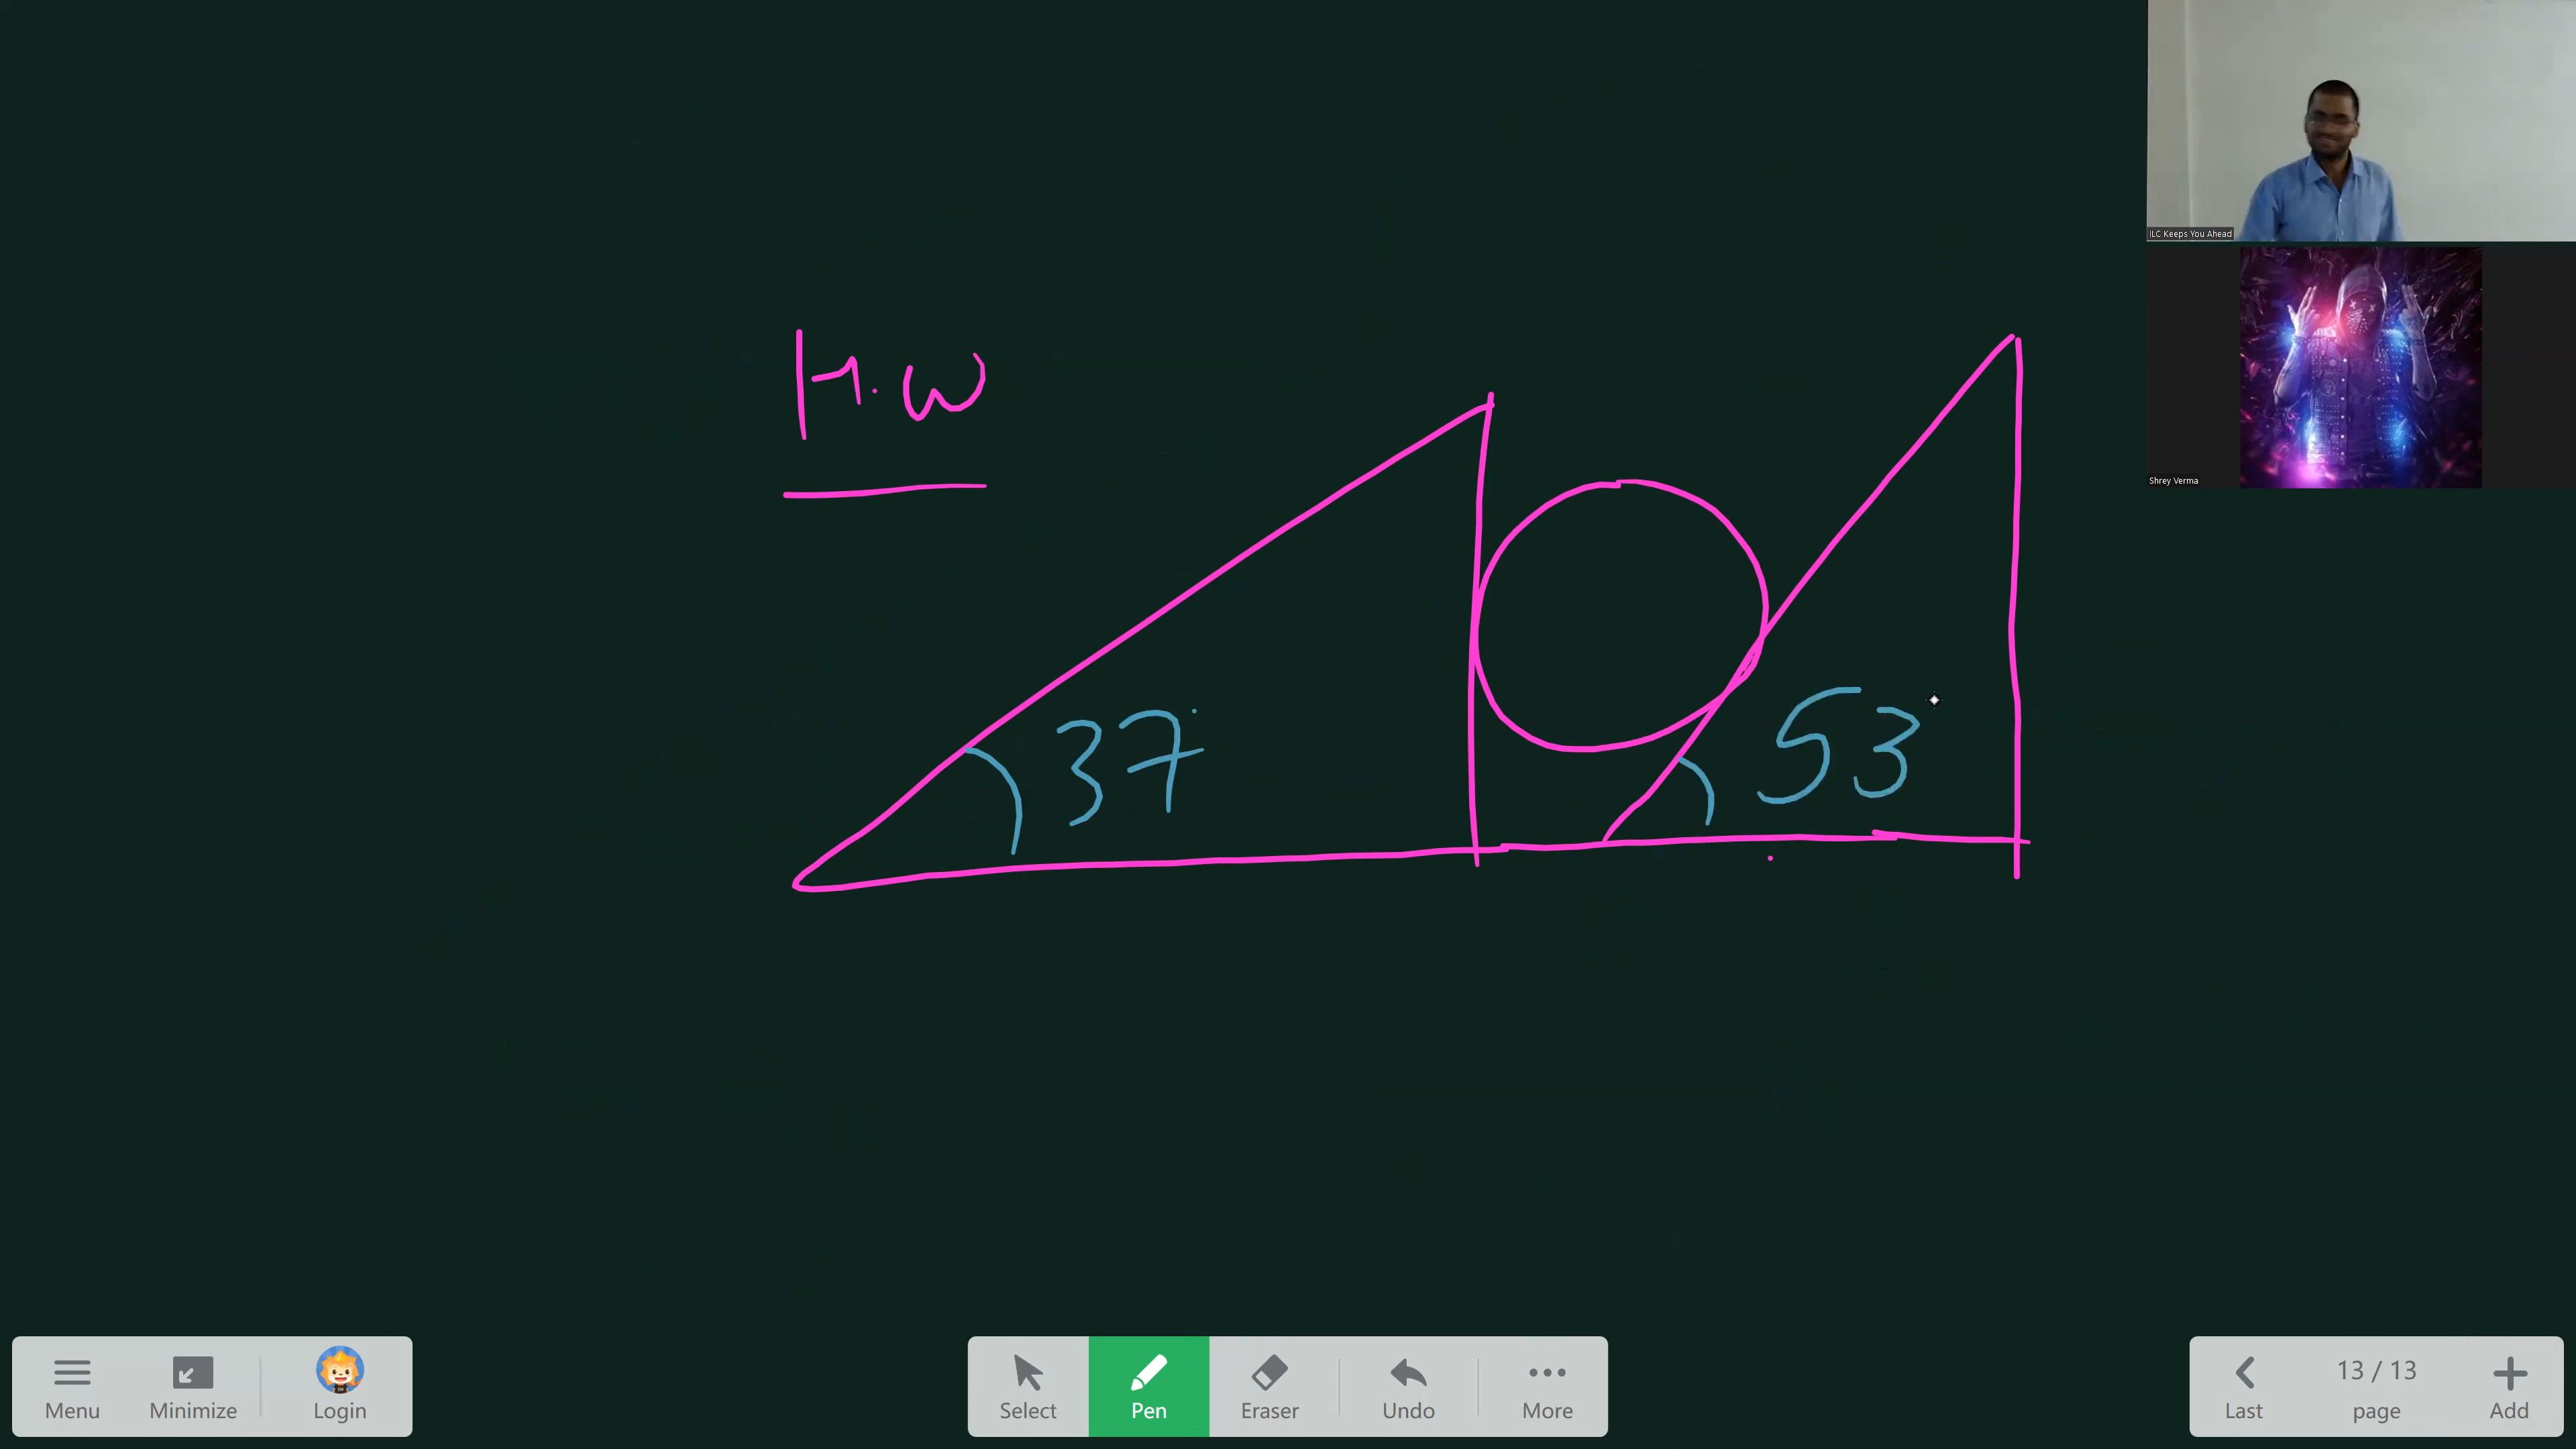 ILC Keeps You Ahead
Shrey Verma
H.W
37°
53
Menu
Minimize
Login
Select
Pen
Eraser
Undo
More
Last
13 / 13
page
Add